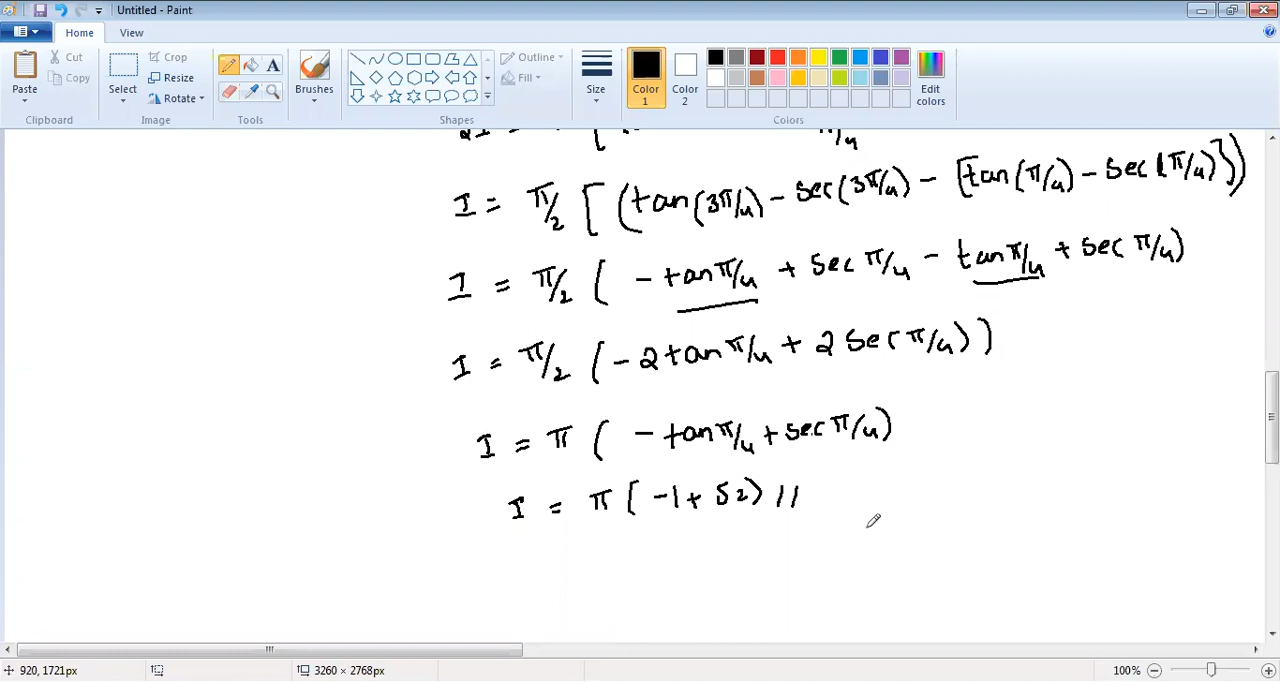 Untitled - Paint
Home View
Paste
Cut
Copy
Clipboard
Select
Crop
Resize
Rotate
Image
Tools
Brushes
Shapes
Outline
Fill
Size
Color 1
Color 2
Edit colors
Colors
2I
π/4
I = π/2 [(tan(3π/4) - sec(3π/4) - [tan(π/4) - sec(π/4)])
I = π/2 ( - tan π/4 + sec π/4 - tan π/4 + sec π/4)
I = π/2 ( - 2 tan π/4 + 2 sec π/4))
I = π ( - tan π/4 + sec π/4)
I = π ( -1 + √2) //
920, 1721px
3260 × 2768px
100%